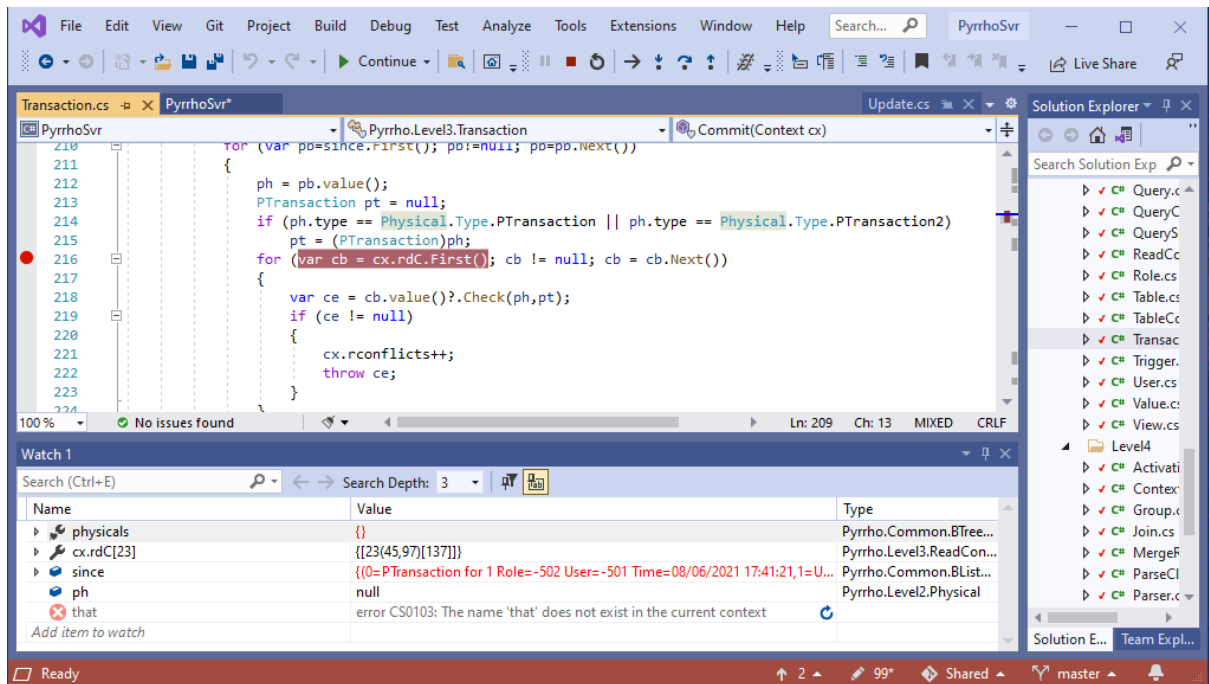 File Edit View Git Project Build Debug Test Analyze Tools Extensions Window Help Search... PyrrhoSvr
Continue Live Share
Transaction.cs PyrrhoSvr* Update.cs
C# PyrrhoSvr Pyrrho.Level3.Transaction Commit(Context cx)
210 for (var pb=since.First(); pb!=null; pb=pb.Next())
211 {
212 ph = pb.value();
213 PTransaction pt = null;
214 if (ph.type == Physical.Type.PTransaction || ph.type == Physical.Type.PTransaction2)
215 pt = (PTransaction)ph;
216 for (var cb = cx.rdC.First(); cb != null; cb = cb.Next())
217 {
218 var ce = cb.value()?.Check(ph,pt);
219 if (ce != null)
220 {
221 cx.rconflicts++;
222 throw ce;
223 }
224 }
100 % No issues found Ln: 209 Ch: 13 MIXED CRLF
Watch 1
Search (Ctrl+E) Search Depth: 3
Name Value Type
physicals {} Pyrrho.Common.BTree...
cx.rdC[23] {[23(45,97)[137]]} Pyrrho.Level3.ReadCon...
since {(0=PTransaction for 1 Role=-502 User=-501 Time=08/06/2021 17:41:21,1=U... Pyrrho.Common.BList...
ph null Pyrrho.Level2.Physical
that error CS0103: The name 'that' does not exist in the current context
Add item to watch
Solution Explorer
Search Solution Exp
C# Query.c
C# QueryC
C# QueryS
C# ReadCc
C# Role.cs
C# Table.cs
C# TableCc
C# Transac
C# Trigger.
C# User.cs
C# Value.cs
C# View.cs
Level4
C# Activati
C# Context
C# Group.c
C# Join.cs
C# MergeR
C# ParseCl
C# Parser.c
Solution E... Team Expl...
Ready 2 99* Shared master